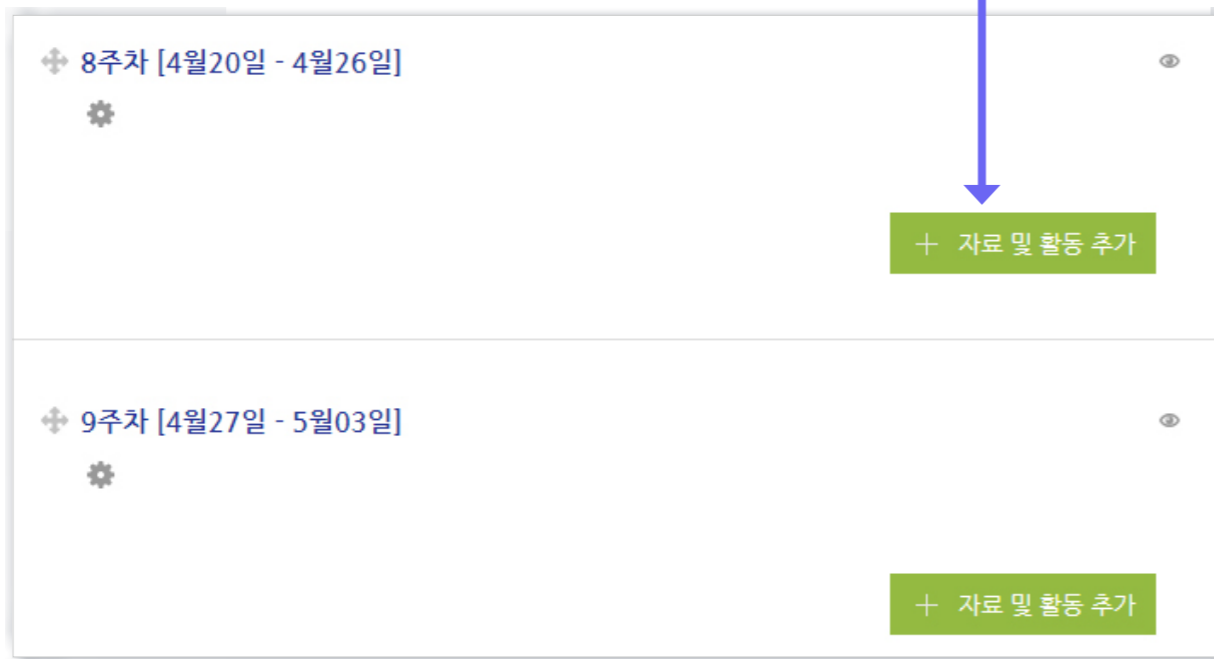 8주차 [4월20일 - 4월26일]
+ 자료 및 활동 추가
9주차 [4월27일 - 5월03일]
+ 자료 및 활동 추가